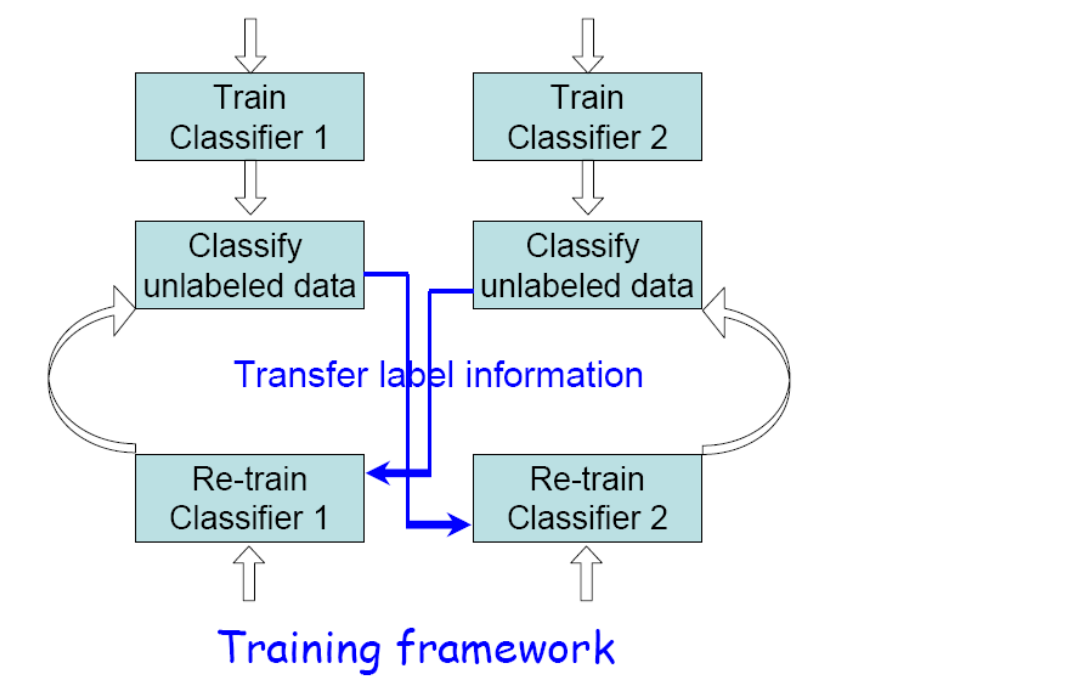 Train
Classifier 1
Train
Classifier 2
Classify
unlabeled data
Classify
unlabeled data
Transfer label information
Re-train
Classifier 1
Re-train
Classifier 2
Training framework